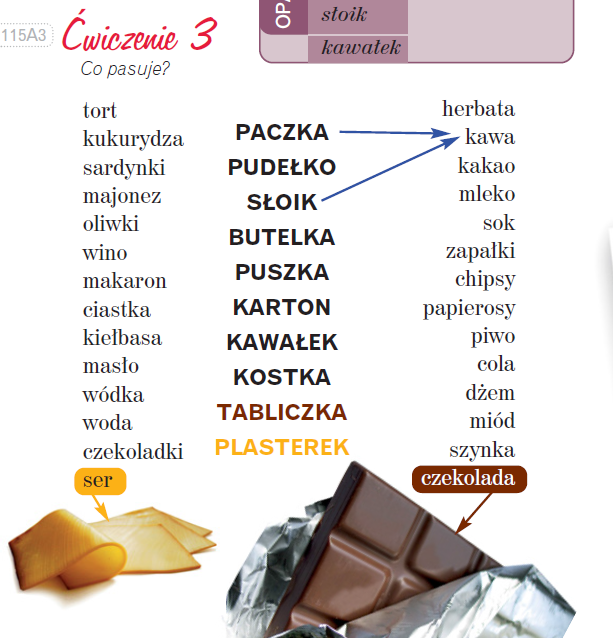 115A3
Ćwiczenie 3
Co pasuje?
OPA
słoik
kawałek
tort
kukurydza
sardynki
majonez
oliwki
wino
makaron
ciastka
kiełbasa
masło
wódka
woda
czekoladki
ser
PACZKA
PUDEŁKO
SŁOIK
BUTELKA
PUSZKA
KARTON
KAWAŁEK
KOSTKA
TABLICZKA
PLASTEREK
herbata
kawa
kakao
mleko
sok
zapałki
chipsy
papierosy
piwo
cola
dżem
miód
szynka
czekolada